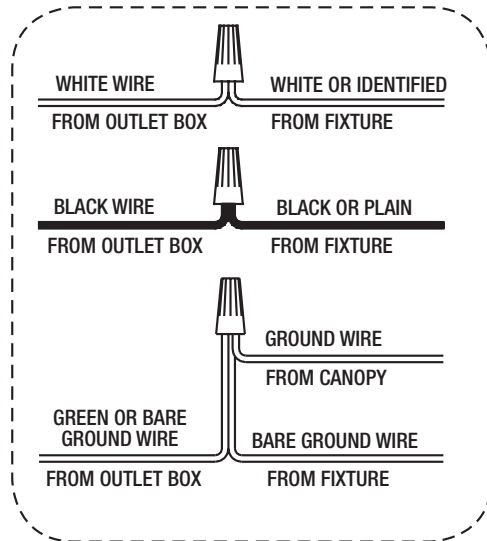 WHITE WIRE
FROM OUTLET BOX
WHITE OR IDENTIFIED
FROM FIXTURE
BLACK WIRE
FROM OUTLET BOX
BLACK OR PLAIN
FROM FIXTURE
GROUND WIRE
FROM CANOPY
GREEN OR BARE
GROUND WIRE
FROM OUTLET BOX
BARE GROUND WIRE
FROM FIXTURE